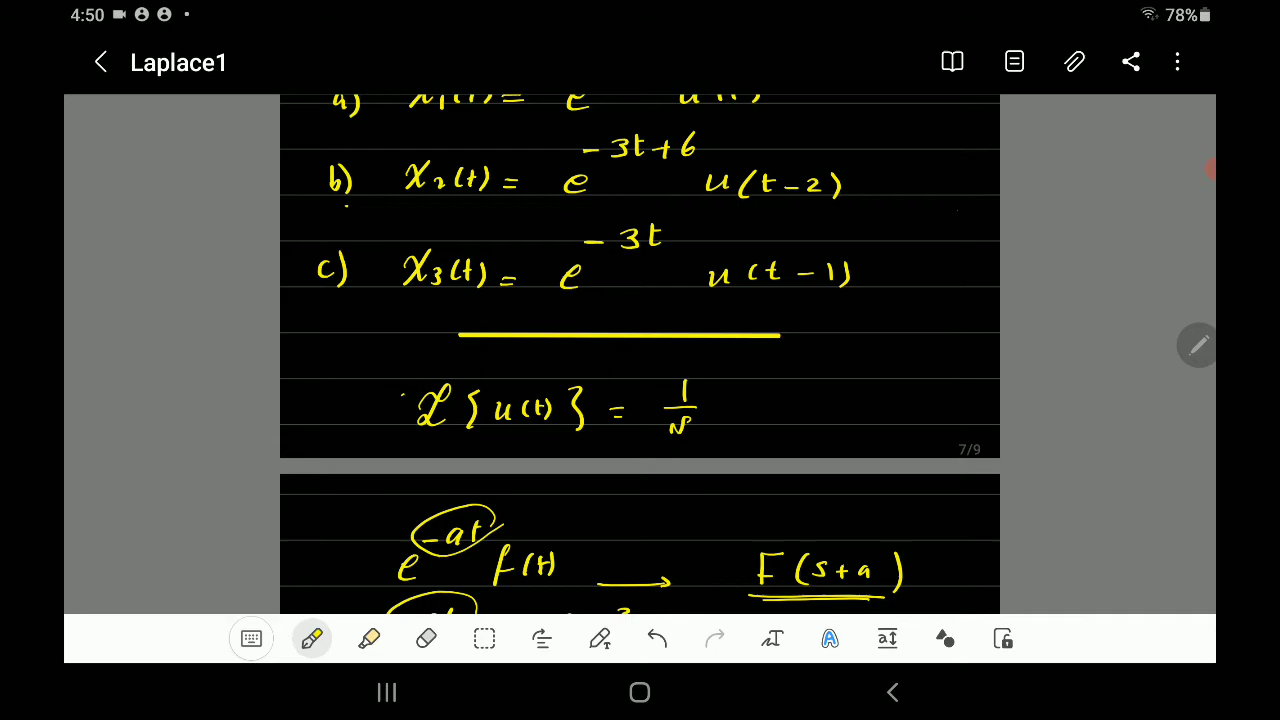 4:50 78%
Laplace1
b) x₂(t) = e^{-3t+6} u(t-2)
c) x₃(t) = e^{-3t} u(t-1)
ℒ{u(t)} = 1/s
7/9
e^{-at} f(t) → F(s+a)